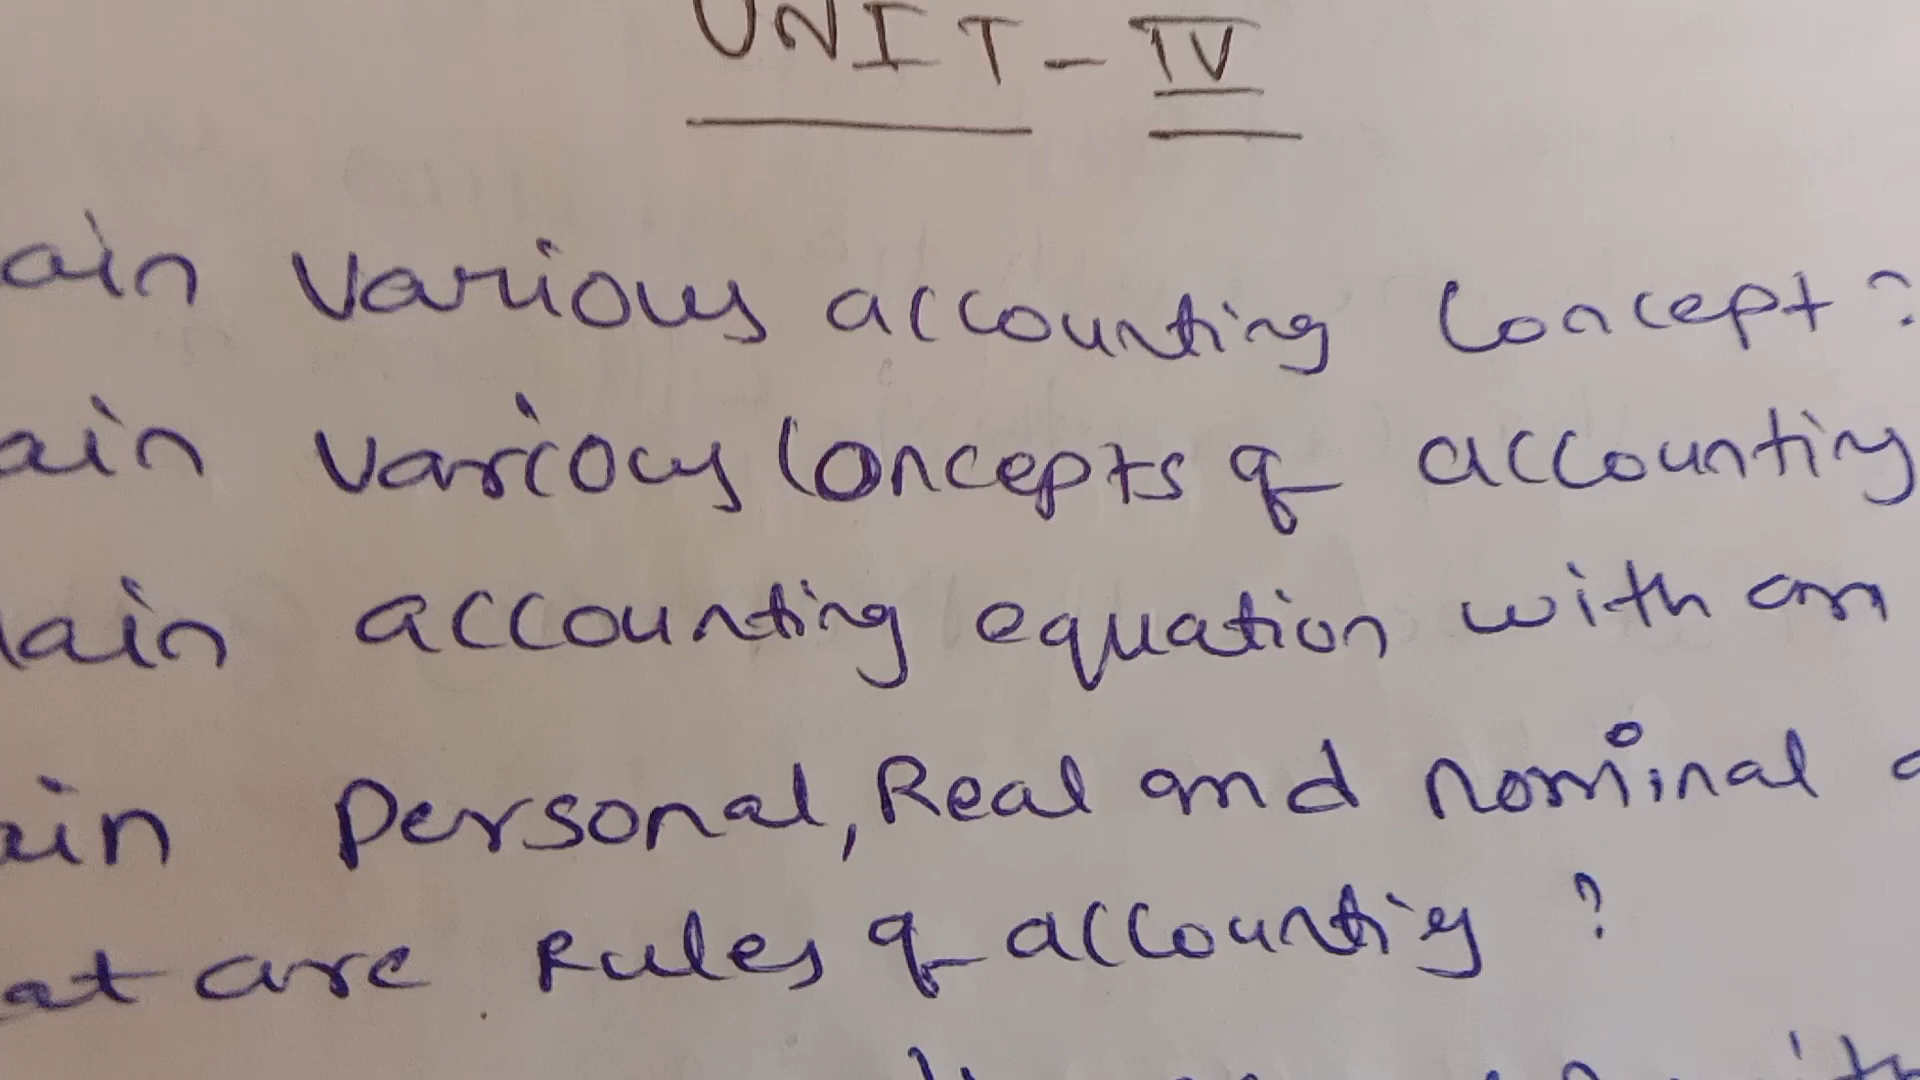 UNIT - IV
ain various accounting concept?
ain various concepts of accounting
lain accounting equation with an
ain personal, Real and nominal
at are Rules of accounting ?